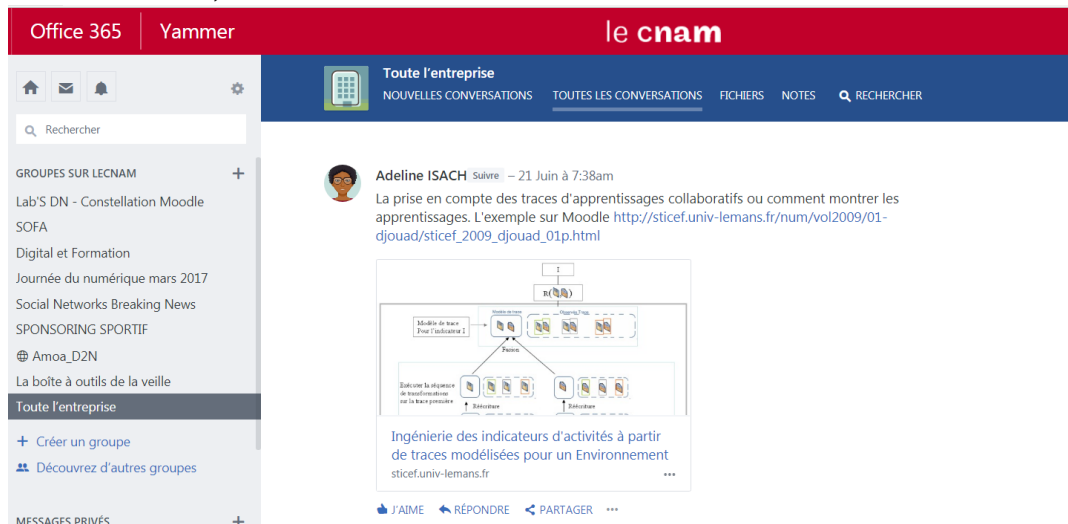 Office 365
Yammer
le cnam
Rechercher
GROUPES SUR LECNAM
Lab'S DN - Constellation Moodle
SOFA
Digital et Formation
Journée du numérique mars 2017
Social Networks Breaking News
SPONSORING SPORTIF
Amoa_D2N
La boîte à outils de la veille
Toute l'entreprise
+ Créer un groupe
Découvrez d'autres groupes
MESSAGES PRIVÉS
Toute l'entreprise
NOUVELLES CONVERSATIONS TOUTES LES CONVERSATIONS FICHIERS NOTES RECHERCHER
Adeline ISACH Suivre – 21 Juin à 7:38am
La prise en compte des traces d'apprentissages collaboratifs ou comment montrer les
apprentissages. L'exemple sur Moodle http://sticef.univ-lemans.fr/num/vol2009/01-
djouad/sticef_2009_djouad_01p.html
I
R( )
Modèle de trace
Pour l'indicateur I
Fusion
Exécuter la séquence
de transformations
sur la trace première
Réécriture
Réécriture
Ingénierie des indicateurs d'activités à partir
de traces modélisées pour un Environnement
sticef.univ-lemans.fr
J'AIME RÉPONDRE PARTAGER